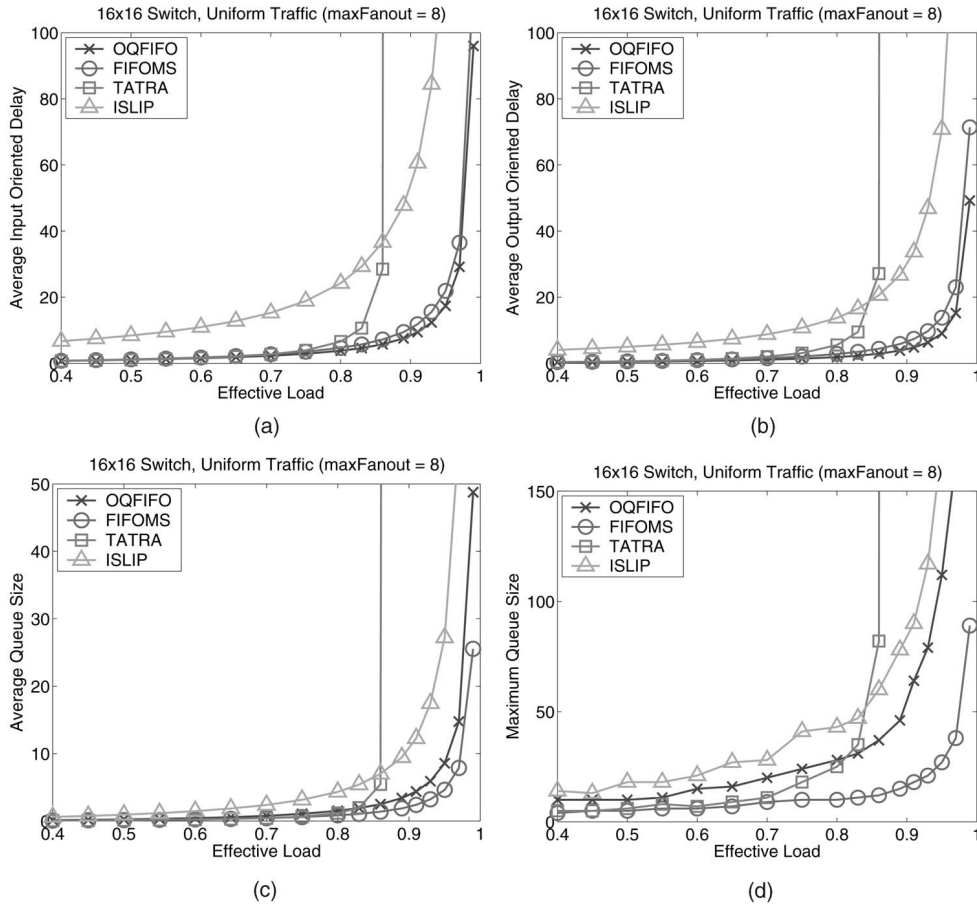 16x16 Switch, Uniform Traffic (maxFanout = 8)
100
80
60
40
20
0
Average Input Oriented Delay
OQFIFO
FIFOMS
TATRA
ISLIP
0.4 0.5 0.6 0.7 0.8 0.9 1
Effective Load
(a)
16x16 Switch, Uniform Traffic (maxFanout = 8)
100
80
60
40
20
0
Average Output Oriented Delay
OQFIFO
FIFOMS
TATRA
ISLIP
0.4 0.5 0.6 0.7 0.8 0.9 1
Effective Load
(b)
16x16 Switch, Uniform Traffic (maxFanout = 8)
50
40
30
20
10
0
Average Queue Size
OQFIFO
FIFOMS
TATRA
ISLIP
0.4 0.5 0.6 0.7 0.8 0.9 1
Effective Load
(c)
16x16 Switch, Uniform Traffic (maxFanout = 8)
150
100
50
0
Maximum Queue Size
OQFIFO
FIFOMS
TATRA
ISLIP
0.4 0.5 0.6 0.7 0.8 0.9 1
Effective Load
(d)